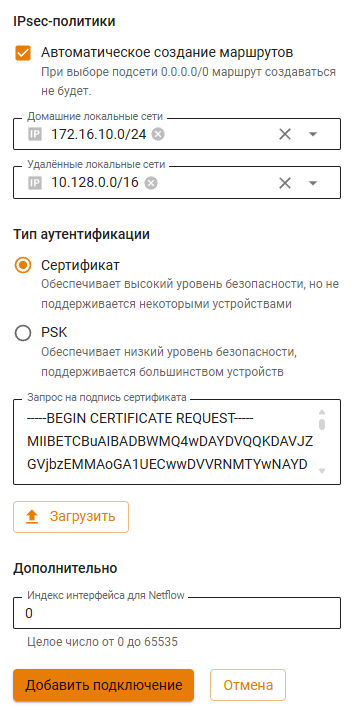 IPsec-политики
Автоматическое создание маршрутов
При выборе подсети 0.0.0.0/0 маршрут создаваться
не будет.
Домашние локальные сети
IP 172.16.10.0/24
Удалённые локальные сети
IP 10.128.0.0/16
Тип аутентификации
Сертификат
Обеспечивает высокий уровень безопасности, но не
поддерживается некоторыми устройствами
PSK
Обеспечивает низкий уровень безопасности,
поддерживается большинством устройств
Запрос на подпись сертификата
-----BEGIN CERTIFICATE REQUEST-----
MIIBETCBuAIBADBWMQ4wDAYDVQQKDAVJZ
GVjbzEMMAoGA1UECwwDVVRNMTYwNAYD
Загрузить
Дополнительно
Индекс интерфейса для Netflow
0
Целое число от 0 до 65535
Добавить подключение
Отмена